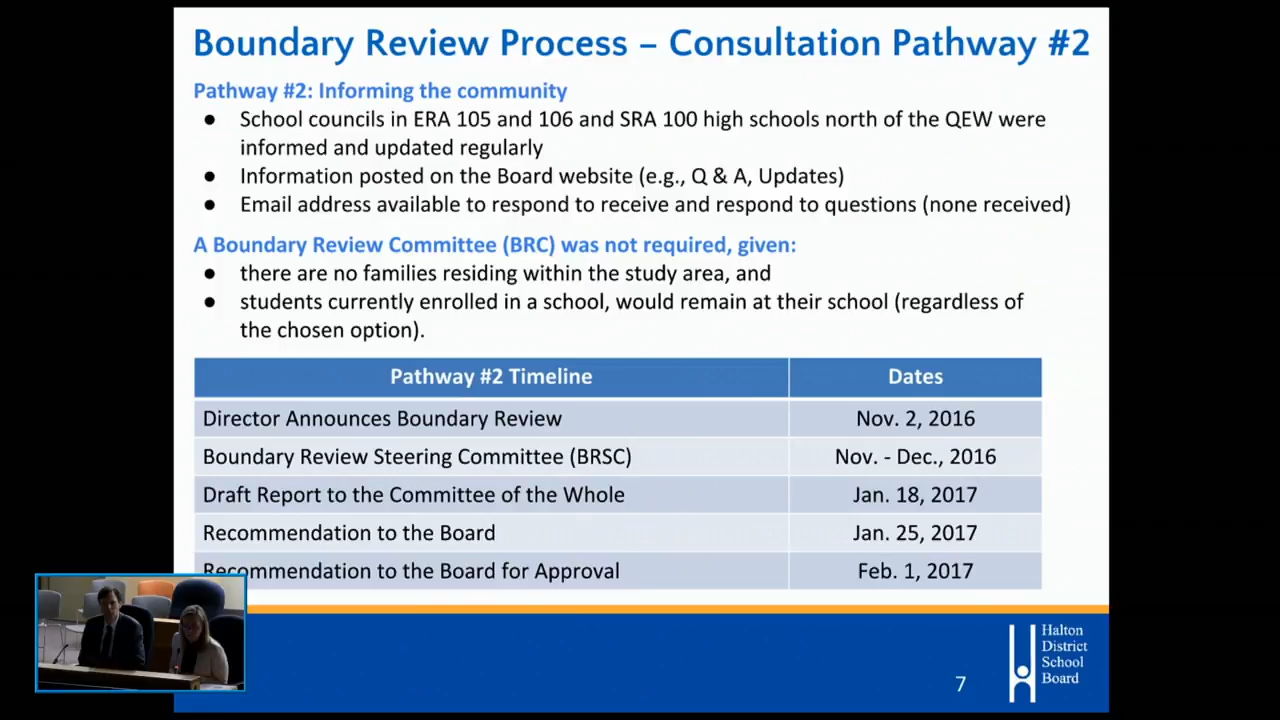 Boundary Review Process – Consultation Pathway #2
Pathway #2: Informing the community
● School councils in ERA 105 and 106 and SRA 100 high schools north of the QEW were
informed and updated regularly
● Information posted on the Board website (e.g., Q & A, Updates)
● Email address available to respond to receive and respond to questions (none received)
A Boundary Review Committee (BRC) was not required, given:
● there are no families residing within the study area, and
● students currently enrolled in a school, would remain at their school (regardless of
the chosen option).
Pathway #2 Timeline Dates
Director Announces Boundary Review Nov. 2, 2016
Boundary Review Steering Committee (BRSC) Nov. - Dec., 2016
Draft Report to the Committee of the Whole Jan. 18, 2017
Recommendation to the Board Jan. 25, 2017
Recommendation to the Board for Approval Feb. 1, 2017
Halton
District
School
Board
7